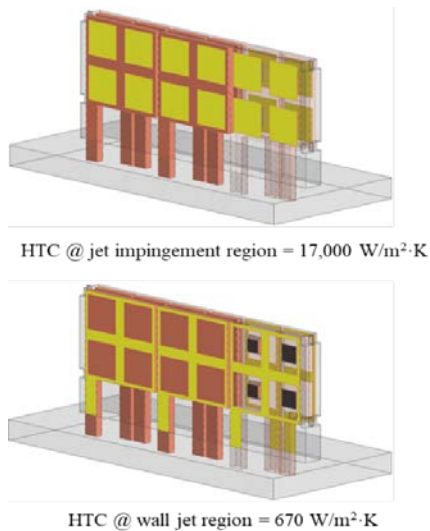 HTC @ jet impingement region = 17,000 W/m²·K
HTC @ wall jet region = 670 W/m²·K